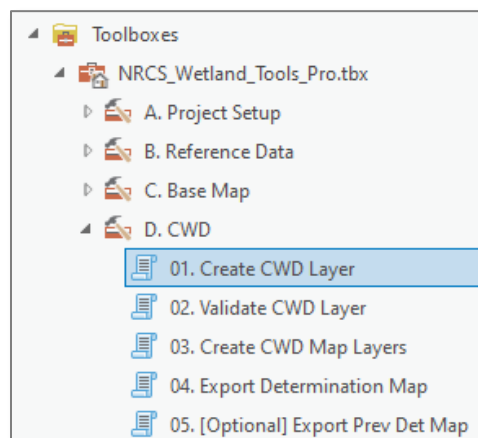 Toolboxes
NRCS_Wetland_Tools_Pro.tbx
A. Project Setup
B. Reference Data
C. Base Map
D. CWD
01. Create CWD Layer
02. Validate CWD Layer
03. Create CWD Map Layers
04. Export Determination Map
05. [Optional] Export Prev Det Map